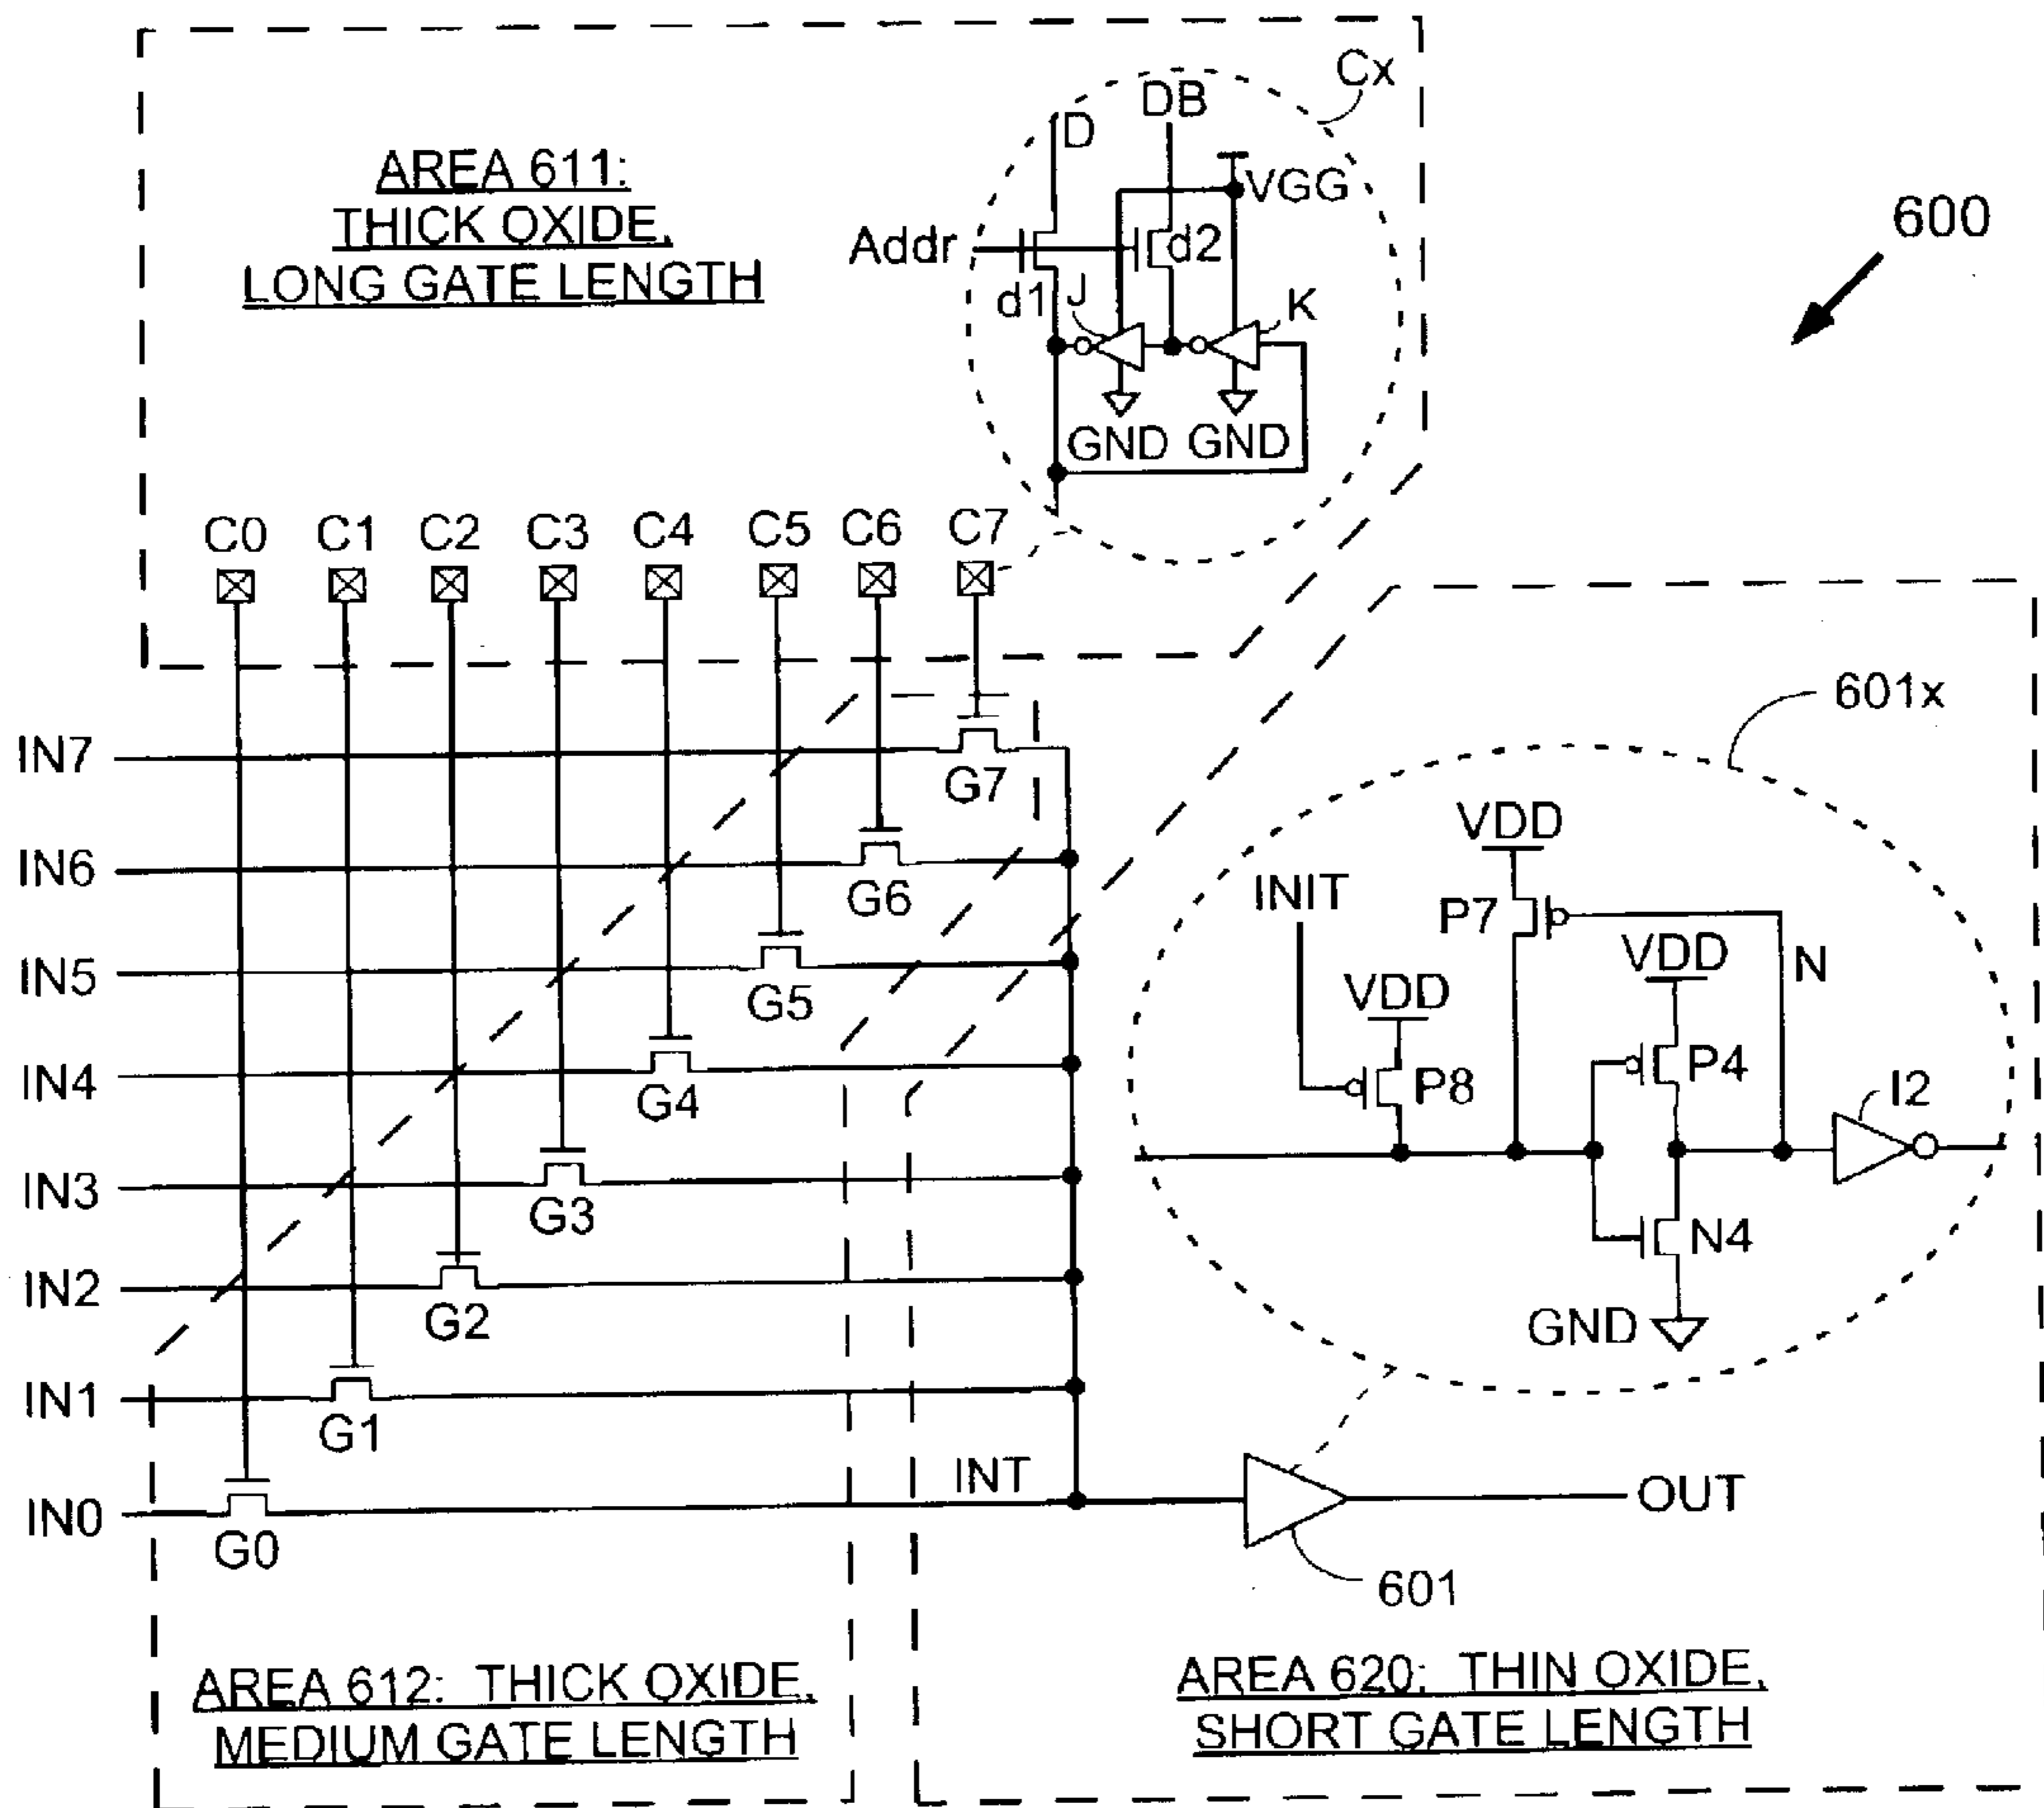 Cx
DB
D
VGG
AREA 611:
THICK OXIDE,
LONG GATE LENGTH
600
Addr
d2
d1
J
K
GND GND
C0 C1 C2 C3 C4 C5 C6 C7
601x
IN7
G7
VDD
IN6
G6
INIT
P7
VDD
N
IN5
G5
VDD
IN4
G4
P8
P4
I2
IN3
G3
N4
IN2
G2
GND
IN1
G1
INT
IN0
G0
OUT
601
AREA 612: THICK OXIDE,
MEDIUM GATE LENGTH
AREA 620: THIN OXIDE,
SHORT GATE LENGTH